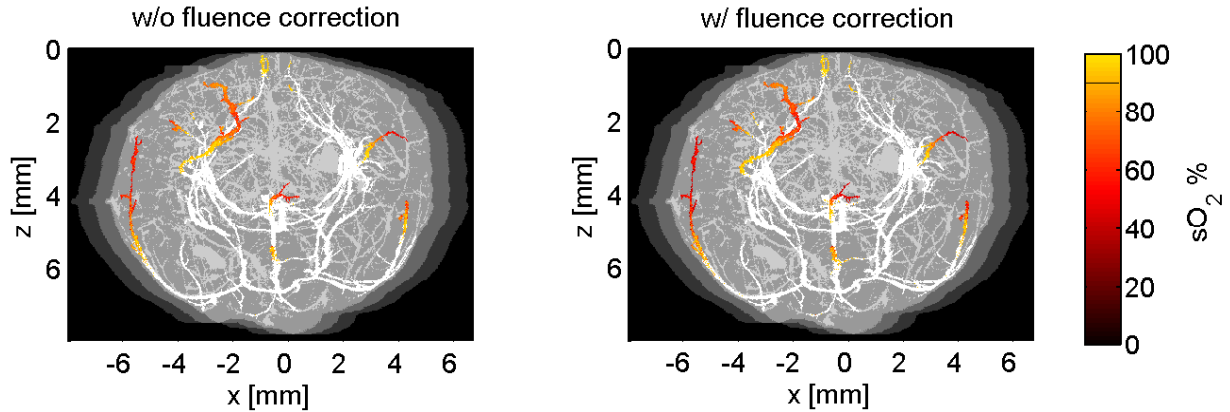 w/o fluence correction
0
2
4
6
z [mm]
-6 -4 -2 0 2 4 6
x [mm]
w/ fluence correction
0
2
4
6
z [mm]
-6 -4 -2 0 2 4 6
x [mm]
100
80
60
40
20
0
sO₂ %